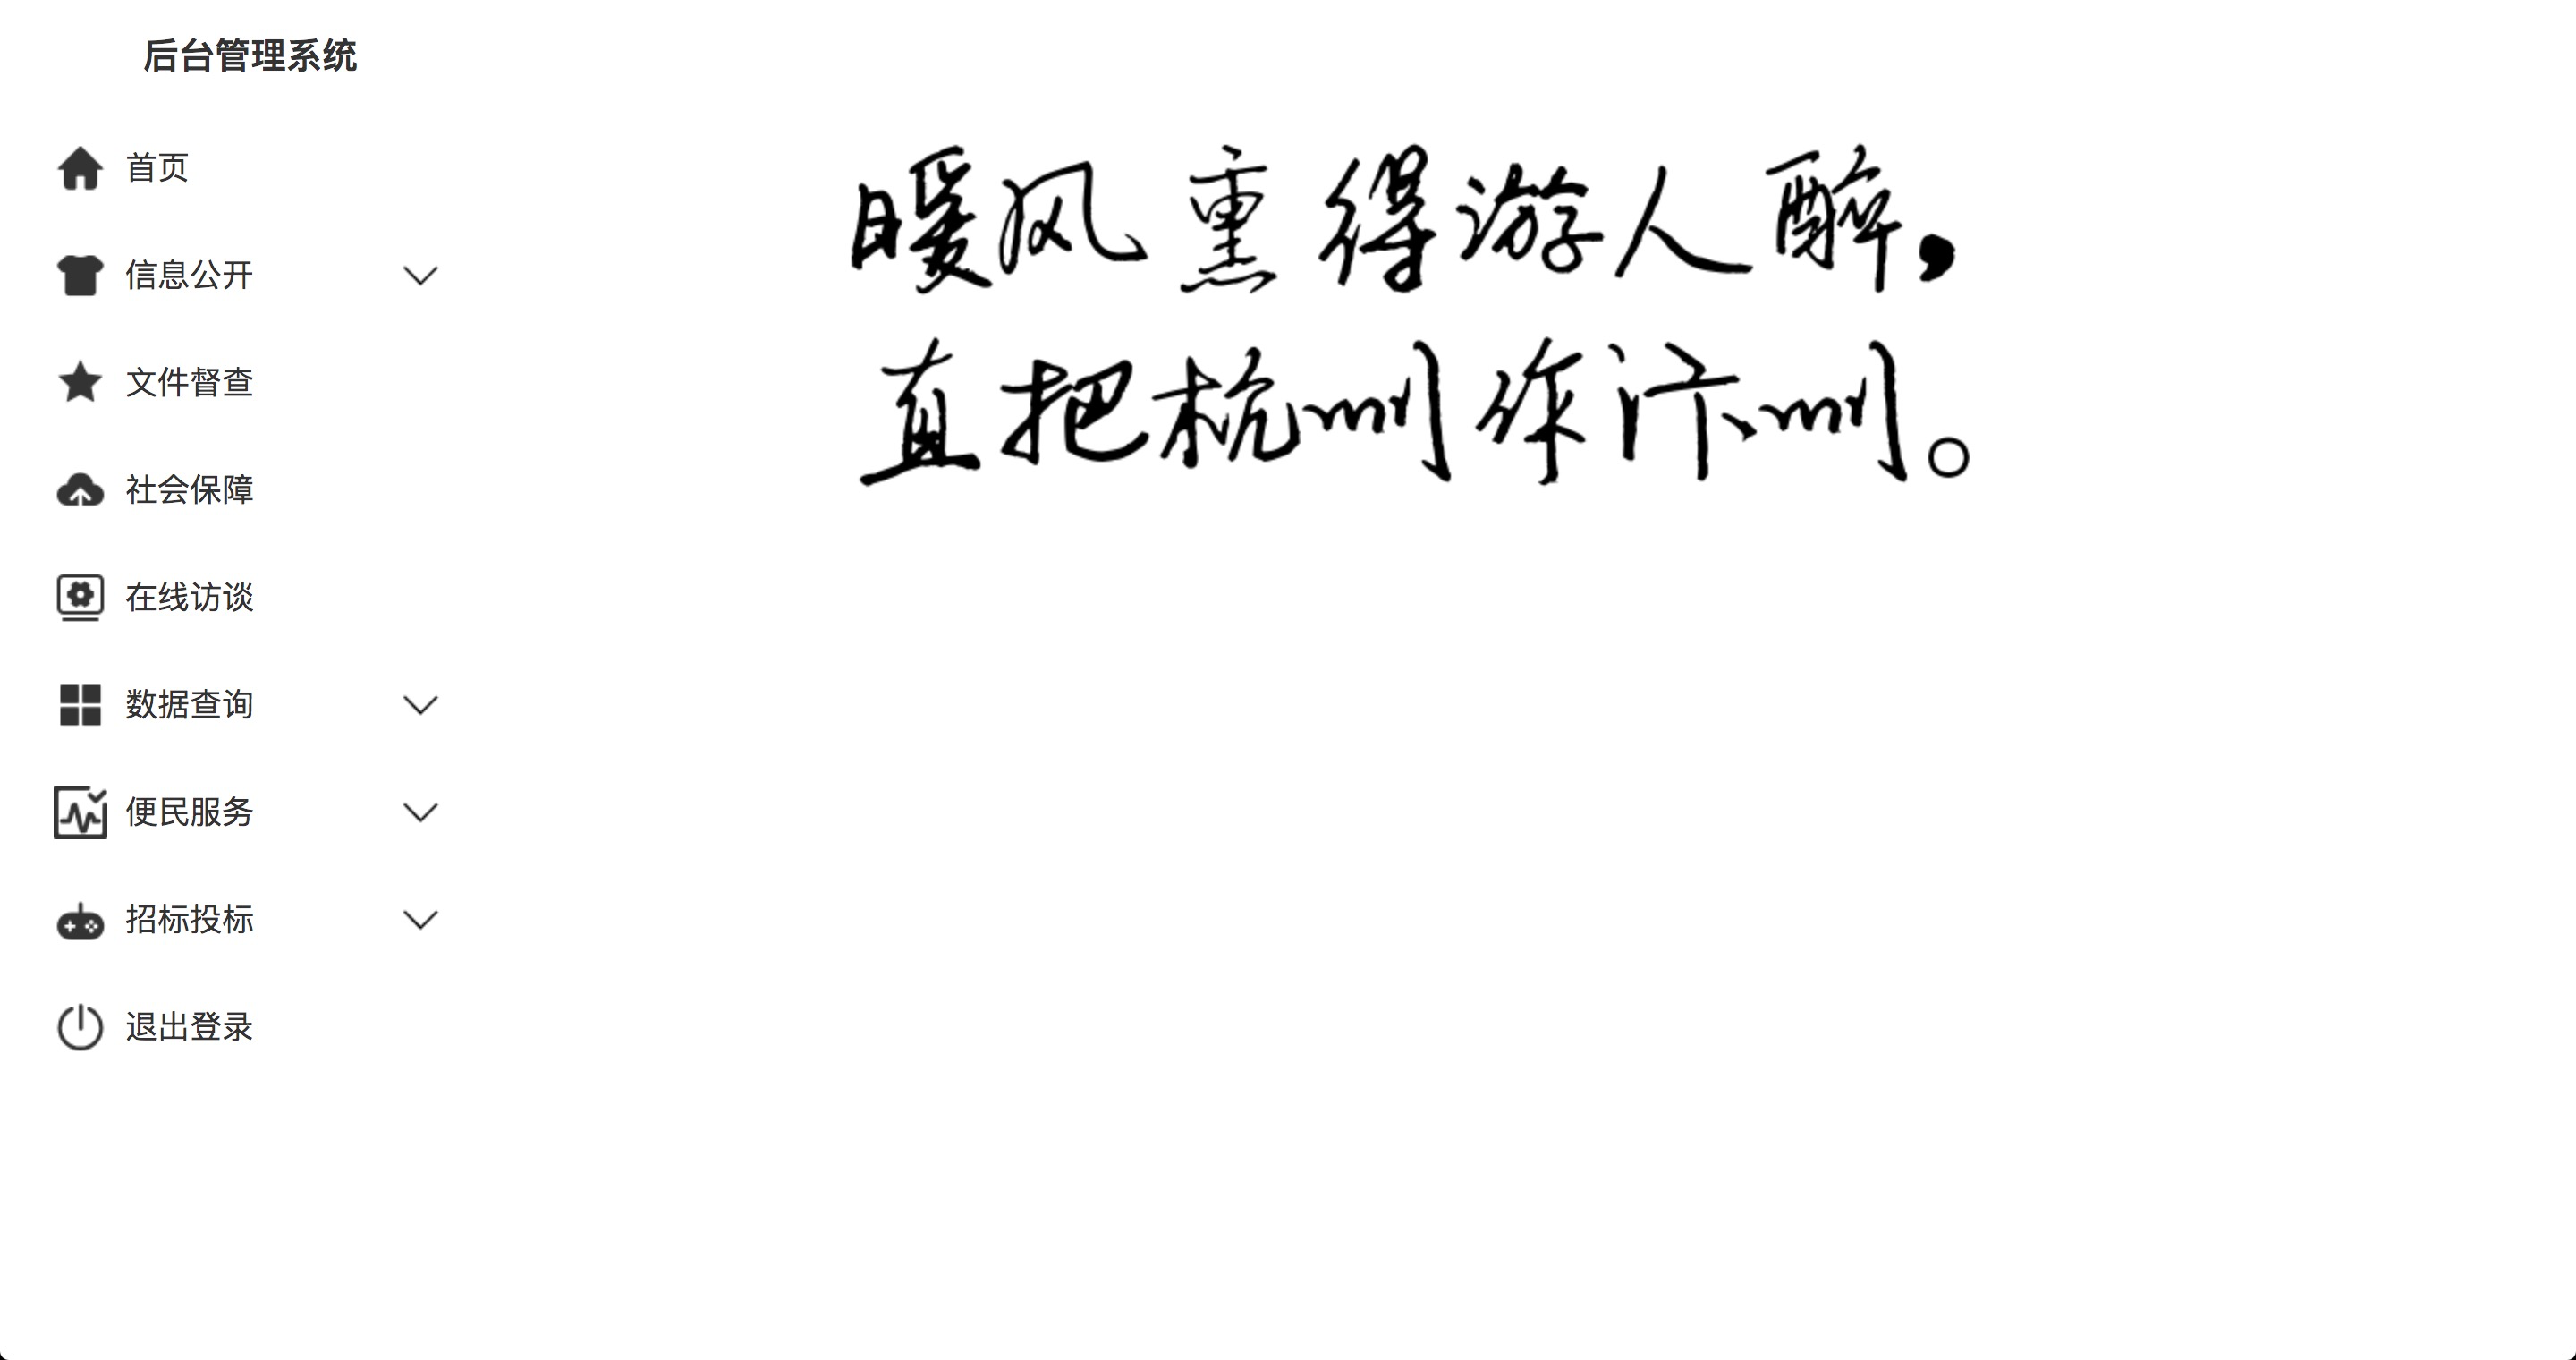 后台管理系统
首页
信息公开
文件督查
社会保障
在线访谈
数据查询
便民服务
招标投标
退出登录
暖风熏得游人醉，
直把杭州作汴州。